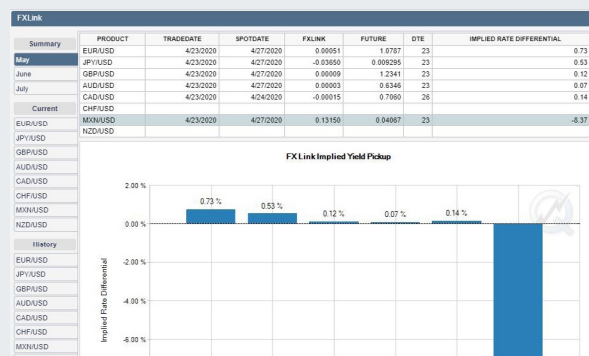 FXLink
Summary
May
June
July
Current
EUR/USD
JPY/USD
GBP/USD
AUD/USD
CAD/USD
CHF/USD
MXN/USD
NZD/USD
History
EUR/USD
JPY/USD
GBP/USD
AUD/USD
CAD/USD
CHF/USD
MXN/USD
PRODUCT TRADEDATE SPOTDATE FXLINK FUTURE DTE IMPLIED RATE DIFFERENTIAL
EUR/USD 4/23/2020 4/27/2020 0.00051 1.0787 23 0.73
JPY/USD 4/23/2020 4/27/2020 -0.03650 0.009295 23 0.53
GBP/USD 4/23/2020 4/27/2020 0.00009 1.2341 23 0.12
AUD/USD 4/23/2020 4/27/2020 0.00003 0.6346 23 0.07
CAD/USD 4/23/2020 4/24/2020 -0.00015 0.7060 26 0.14
CHF/USD
MXN/USD 4/23/2020 4/27/2020 0.13150 0.04067 23 -8.37
NZD/USD
FX Link Implied Yield Pickup
2.00 %
0.73 % 0.53 % 0.12 % 0.07 % 0.14 %
0.00 %
-2.00 %
-4.00 %
-6.00 %
Implied Rate Differential